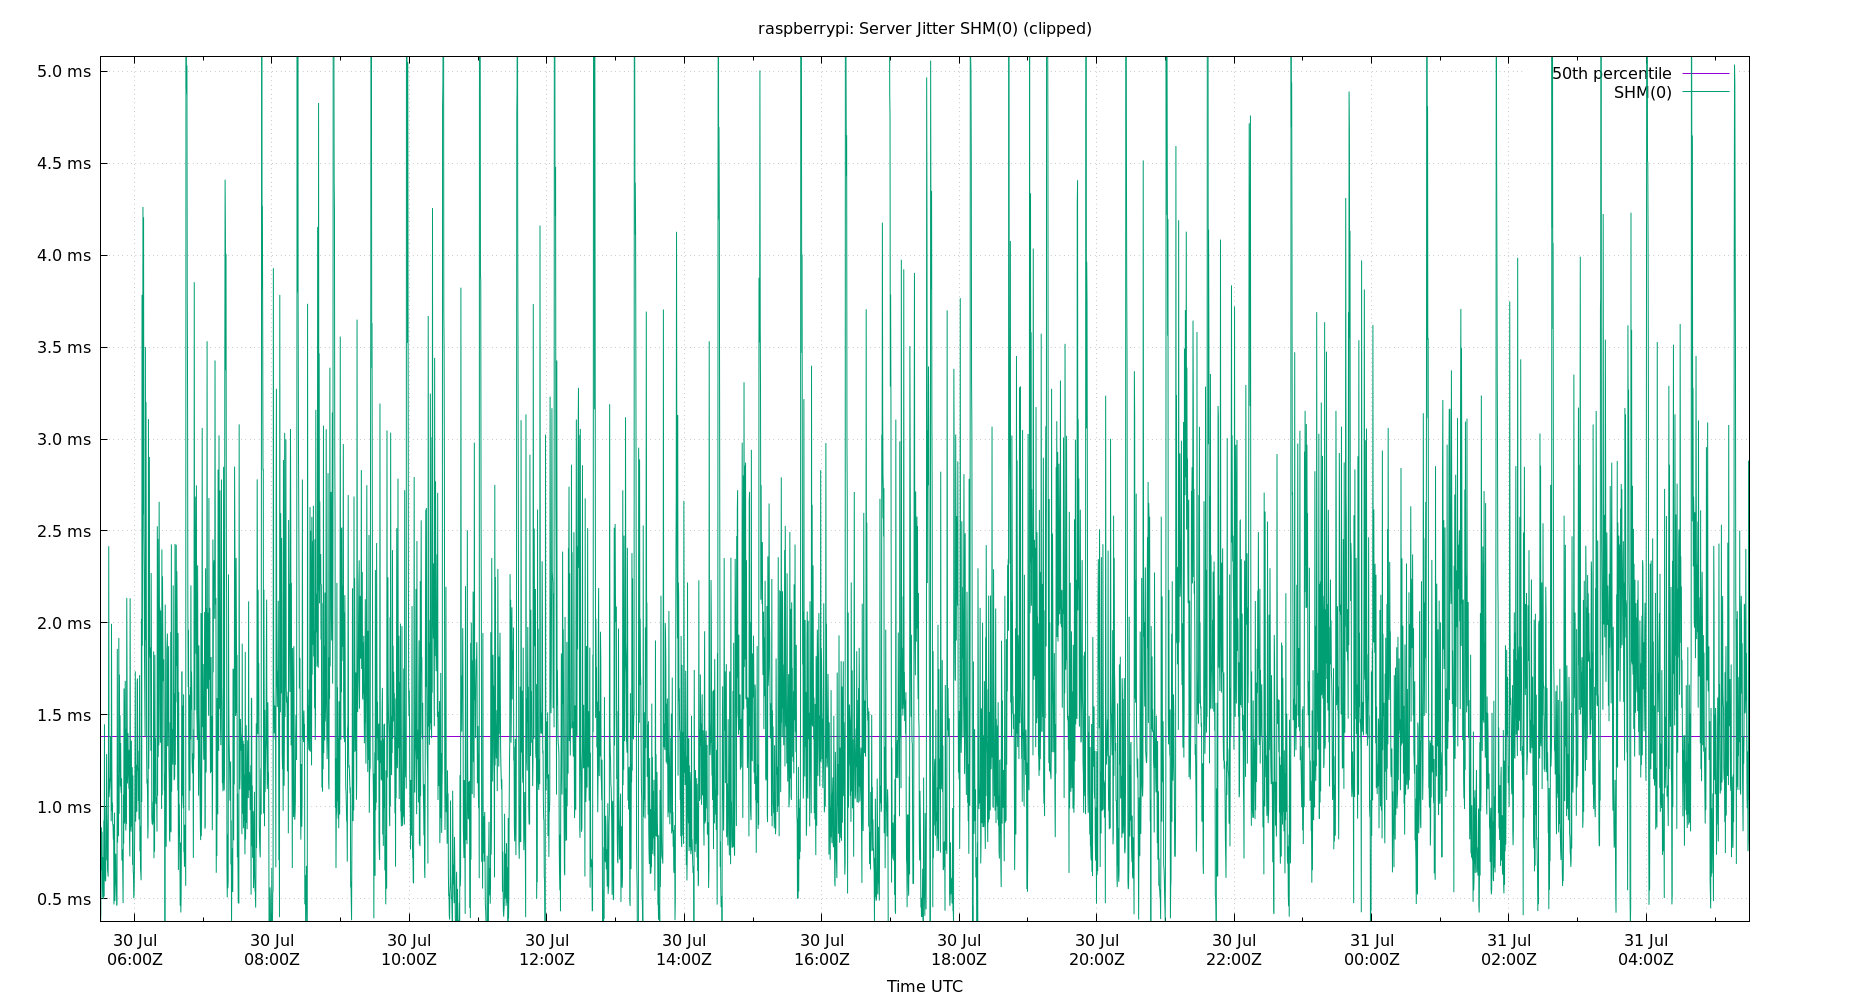 raspberrypi: Server Jitter SHM(0) (clipped)
5.0 ms
4.5 ms
4.0 ms
3.5 ms
3.0 ms
2.5 ms
2.0 ms
1.5 ms
1.0 ms
0.5 ms
50th percentile
SHM(0)
30 Jul 30 Jul 30 Jul 30 Jul 30 Jul 30 Jul 30 Jul 30 Jul 30 Jul 31 Jul 31 Jul 31 Jul
06:00Z 08:00Z 10:00Z 12:00Z 14:00Z 16:00Z 18:00Z 20:00Z 22:00Z 00:00Z 02:00Z 04:00Z
Time UTC